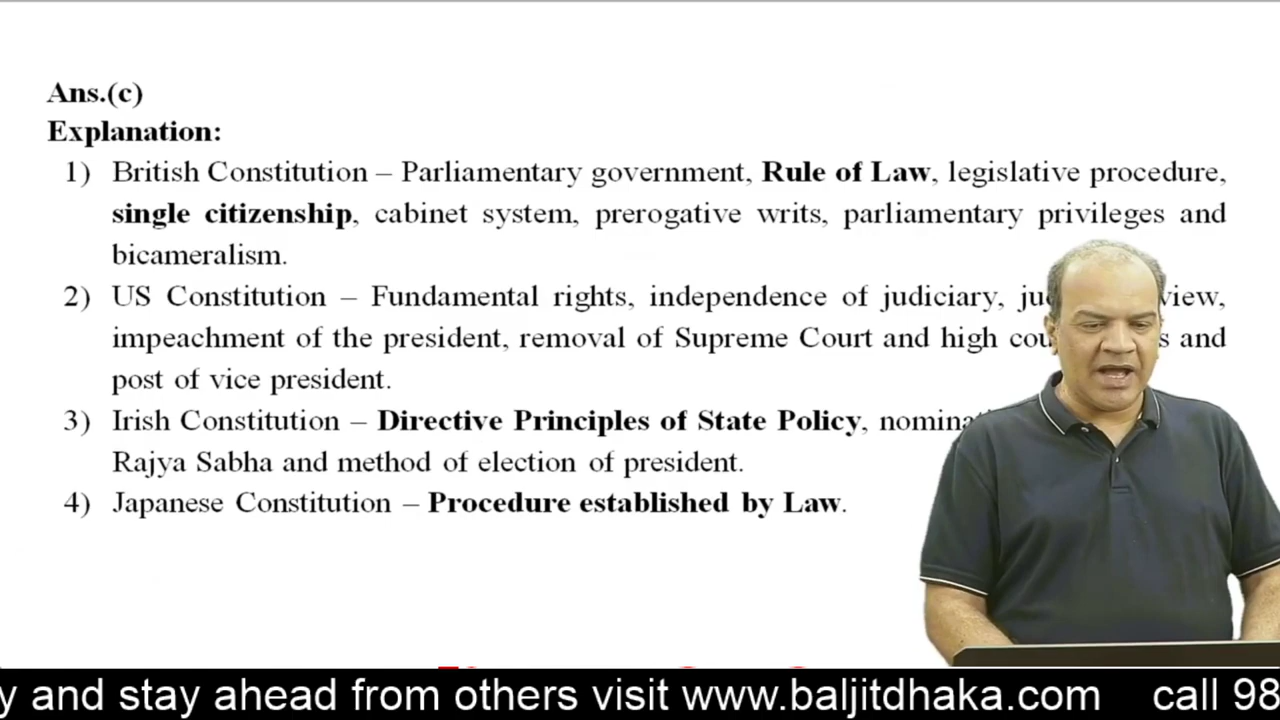 Ans.(c)
Explanation:
1) British Constitution – Parliamentary government, Rule of Law, legislative procedure,
single citizenship, cabinet system, prerogative writs, parliamentary privileges and
bicameralism.
2) US Constitution – Fundamental rights, independence of judiciary,
impeachment of the president, removal of Supreme Court and high and
post of vice president.
3) Irish Constitution – Directive Principles of State Policy,
Rajya Sabha and method of election of president.
4) Japanese Constitution – Procedure established by Law.
y and stay ahead from others visit www.baljitdhaka.com call 98